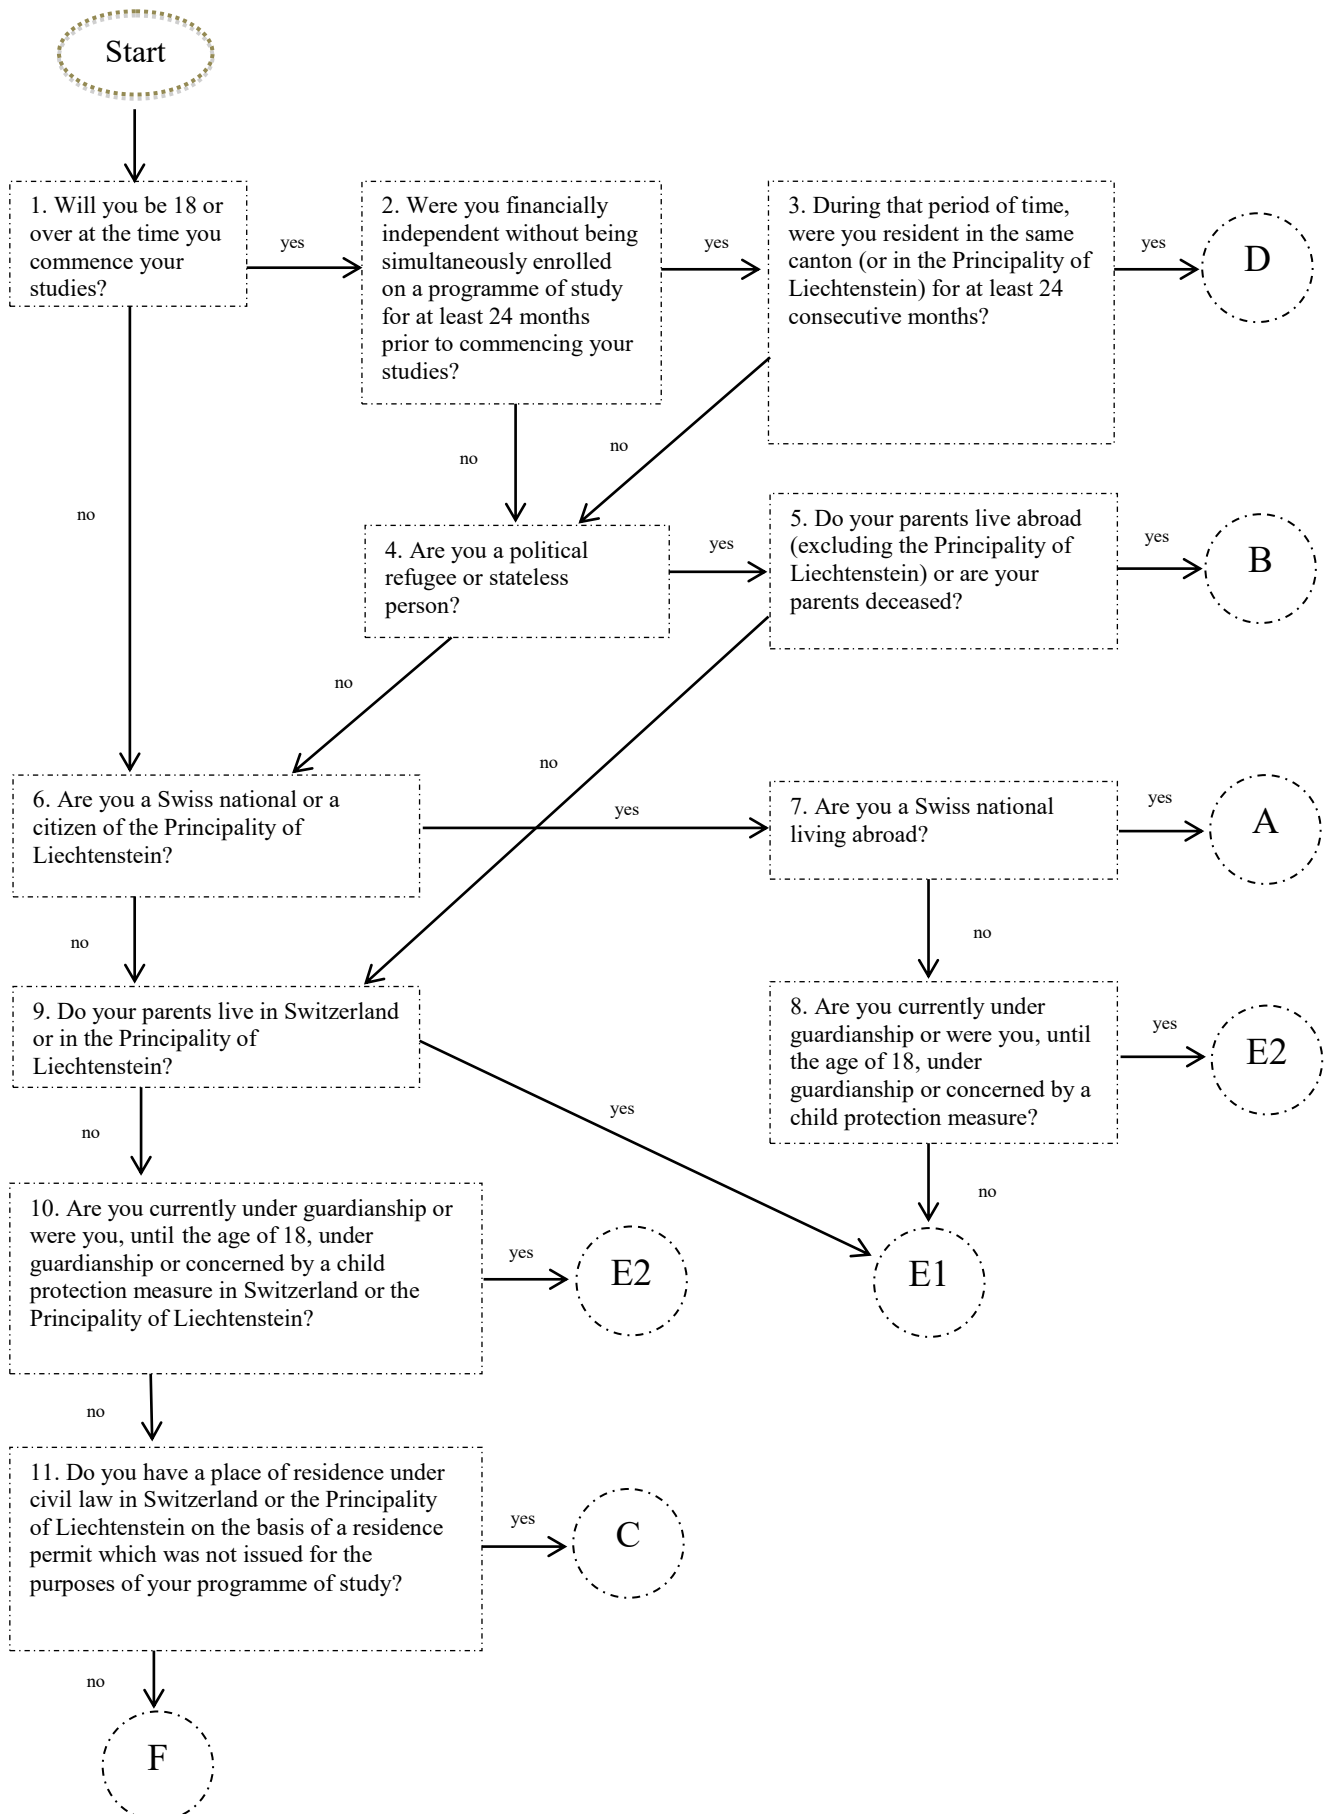 Start
1. Will you be 18 or
over at the time you
commence your
studies?
yes
2. Were you financially
independent without being
simultaneously enrolled
on a programme of study
for at least 24 months
prior to commencing your
studies?
yes
3. During that period of time,
were you resident in the same
canton (or in the Principality of
Liechtenstein) for at least 24
consecutive months?
yes
D
no
no
no
4. Are you a political
refugee or stateless
person?
yes
5. Do your parents live abroad
(excluding the Principality of
Liechtenstein) or are your
parents deceased?
yes
B
no
no
6. Are you a Swiss national or a
citizen of the Principality of
Liechtenstein?
yes
7. Are you a Swiss national
living abroad?
yes
A
no
no
9. Do your parents live in Switzerland
or in the Principality of
Liechtenstein?
8. Are you currently under
guardianship or were you, until
the age of 18, under
guardianship or concerned by a
child protection measure?
yes
E2
yes
no
no
10. Are you currently under guardianship or
were you, until the age of 18, under
guardianship or concerned by a child
protection measure in Switzerland or the
Principality of Liechtenstein?
yes
E2
E1
no
11. Do you have a place of residence under
civil law in Switzerland or the Principality
of Liechtenstein on the basis of a residence
permit which was not issued for the
purposes of your programme of study?
yes
C
no
F